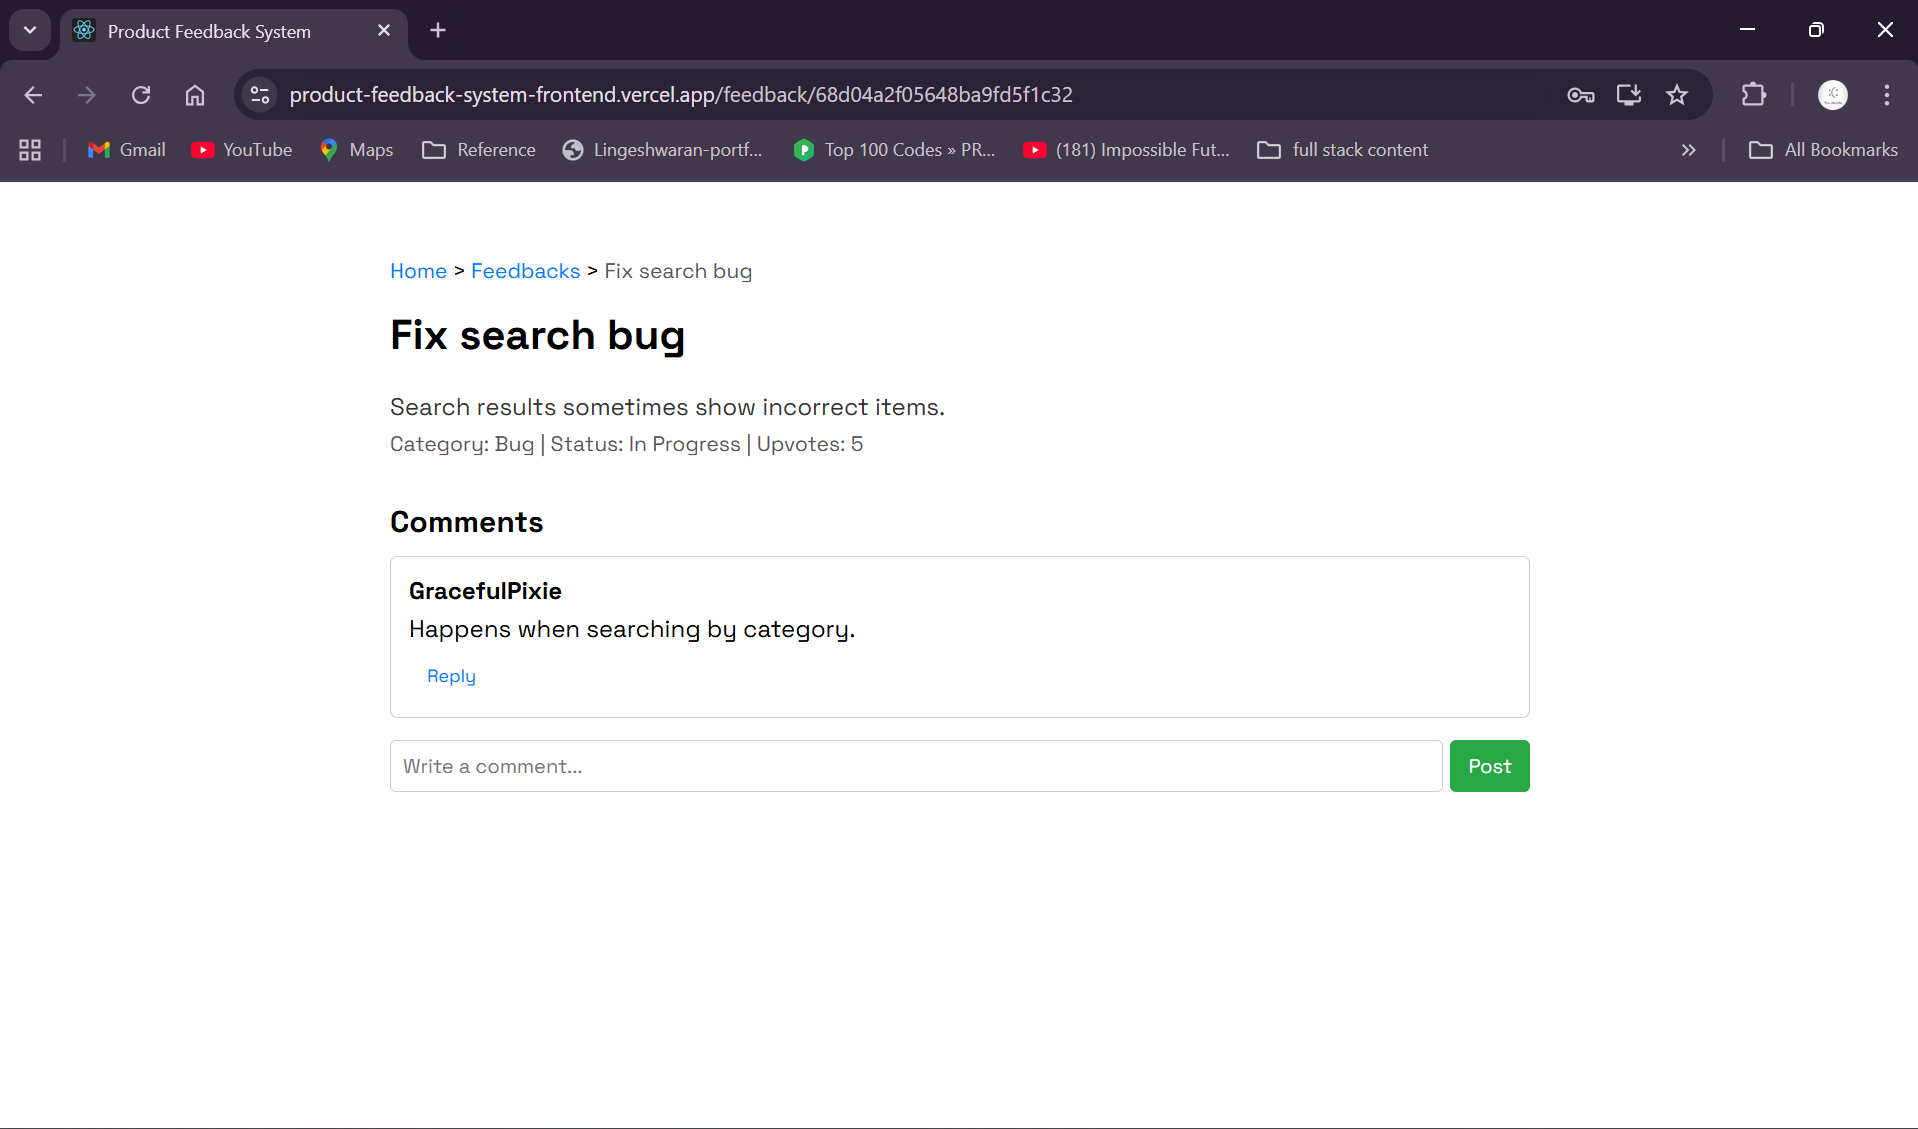 Product Feedback System
product-feedback-system-frontend.vercel.app/feedback/68d04a2f05648ba9fd5f1c32
Gmail YouTube Maps Reference Lingeshwaran-portf... Top 100 Codes » PR... (181) Impossible Fut... full stack content » All Bookmarks
Home > Feedbacks > Fix search bug
Fix search bug
Search results sometimes show incorrect items.
Category: Bug | Status: In Progress | Upvotes: 5
Comments
GracefulPixie
Happens when searching by category.
Reply
Write a comment... Post